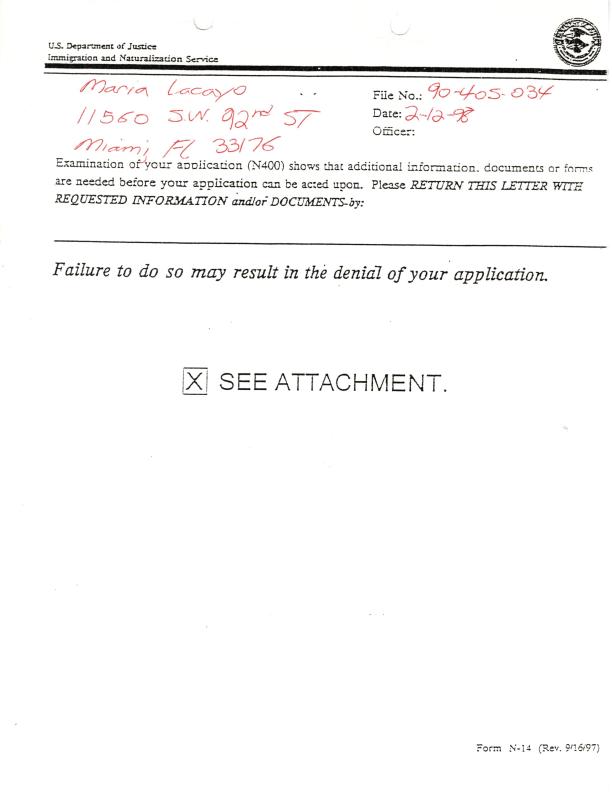 U.S. Department of Justice
Immigration and Naturalization Service
Maria Lacayo
11560 S.W. 92nd ST
Miami, FL 33176
File No.: 90-405-034
Date: 2-12-98
Officer:
Examination of your application (N400) shows that additional information, documents or forms
are needed before your application can be acted upon. Please RETURN THIS LETTER WITH
REQUESTED INFORMATION and/or DOCUMENTS-by:
Failure to do so may result in the denial of your application.
X SEE ATTACHMENT.
Form N-14 (Rev. 9/16/97)